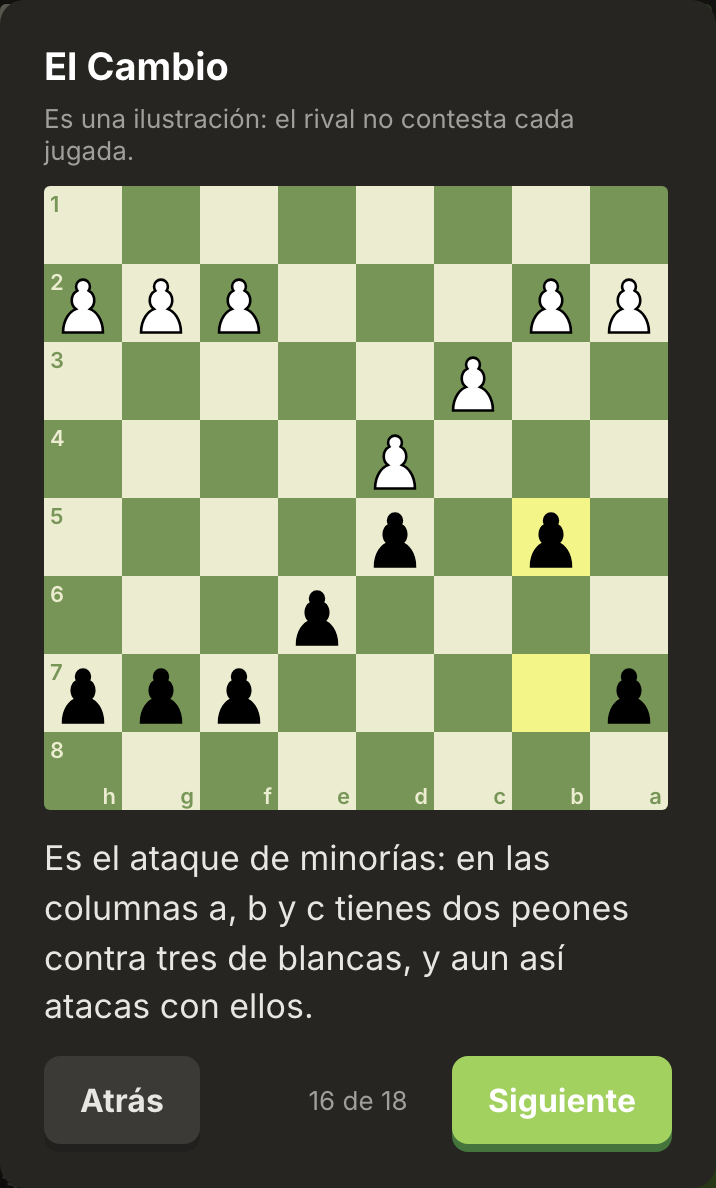 El Cambio
Es una ilustración: el rival no contesta cada
jugada.
1
2
3
4
5
6
7
8
h g f e d c b a
Es el ataque de minorías: en las
columnas a, b y c tienes dos peones
contra tres de blancas, y aun así
atacas con ellos.
Atrás 16 de 18 Siguiente